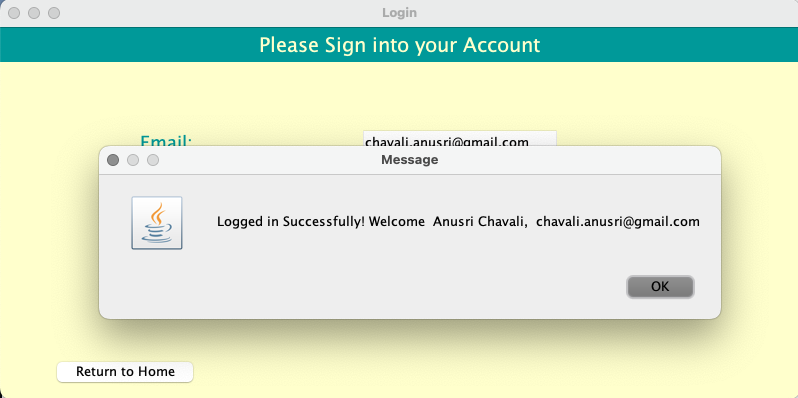 Login
Please Sign into your Account
Email:
chavali.anusri@gmail.com
Message
Logged in Successfully! Welcome  Anusri Chavali,  chavali.anusri@gmail.com
OK
Return to Home